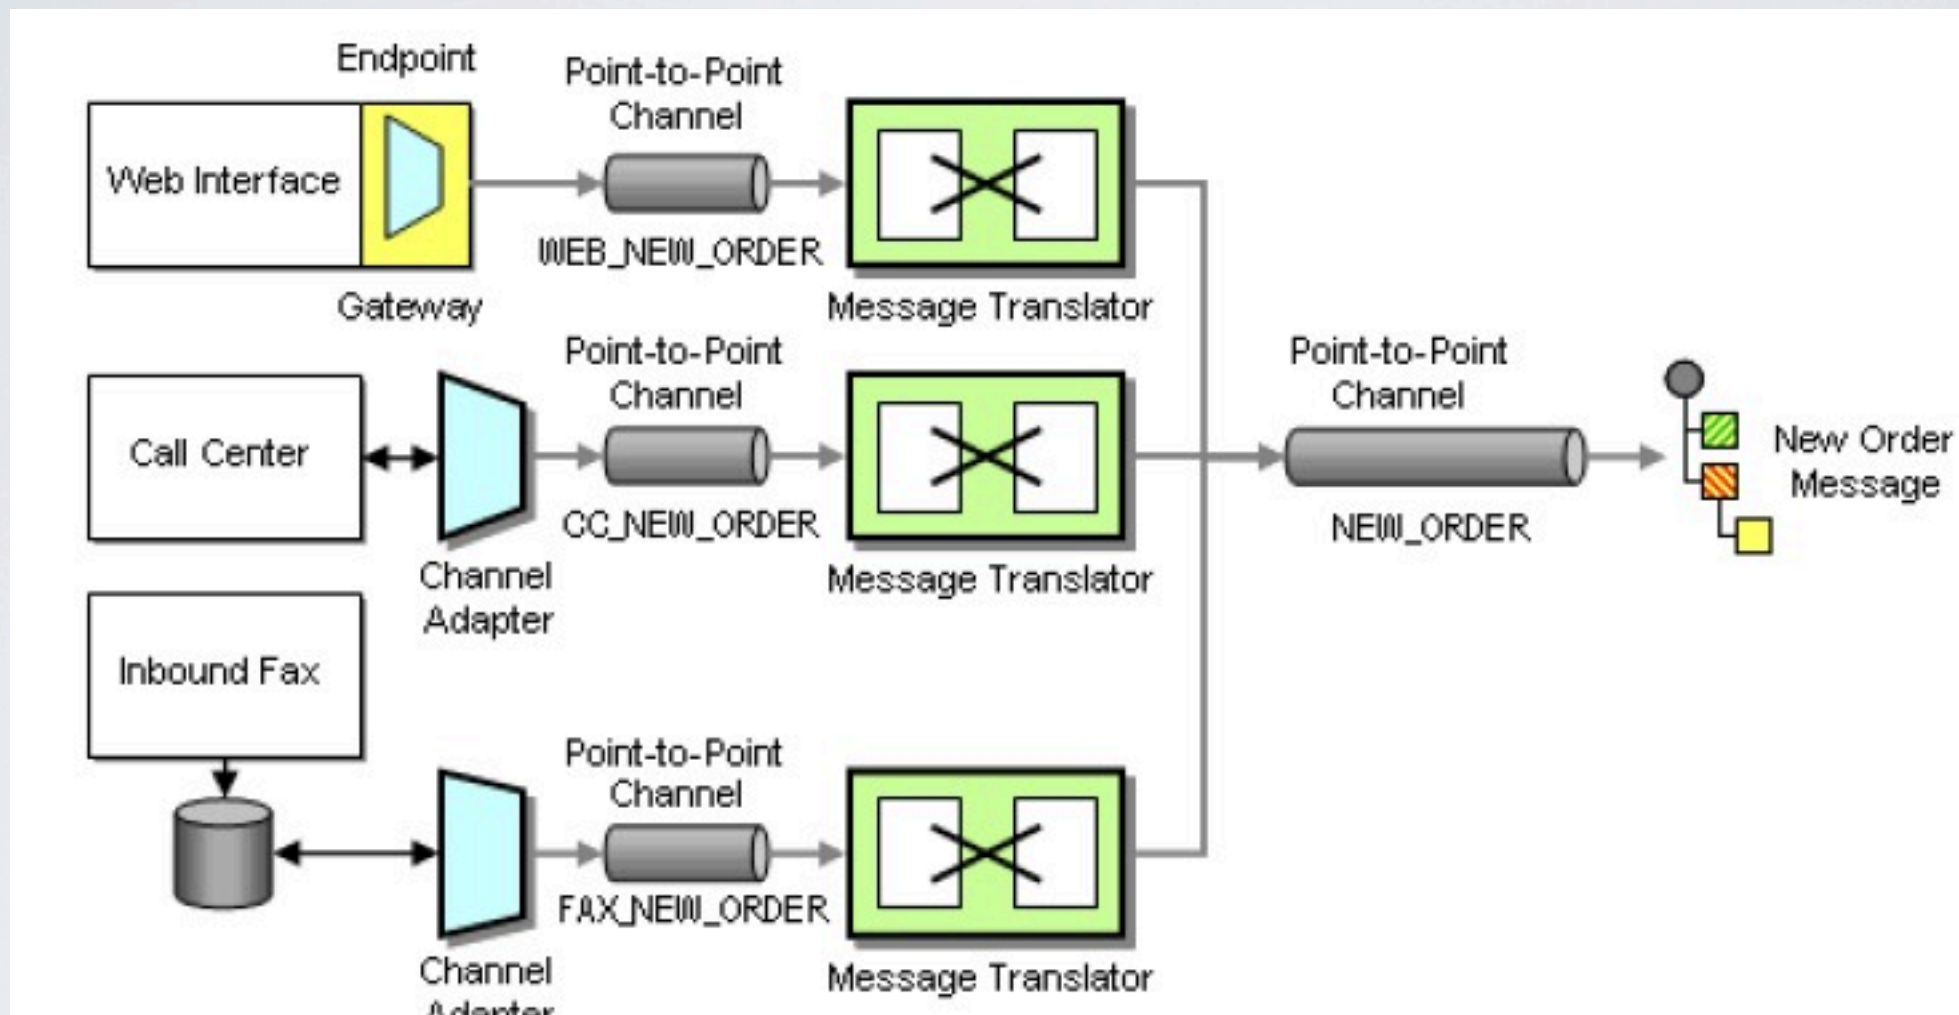 Endpoint
Point-to-Point
Channel
Web Interface
WEB_NEW_ORDER
Gateway
Message Translator
Point-to-Point
Channel
Point-to-Point
Channel
Call Center
New Order
Message
CC_NEW_ORDER
NEW_ORDER
Channel
Adapter
Message Translator
Inbound Fax
Point-to-Point
Channel
FAX_NEW_ORDER
Channel
Adapter
Message Translator